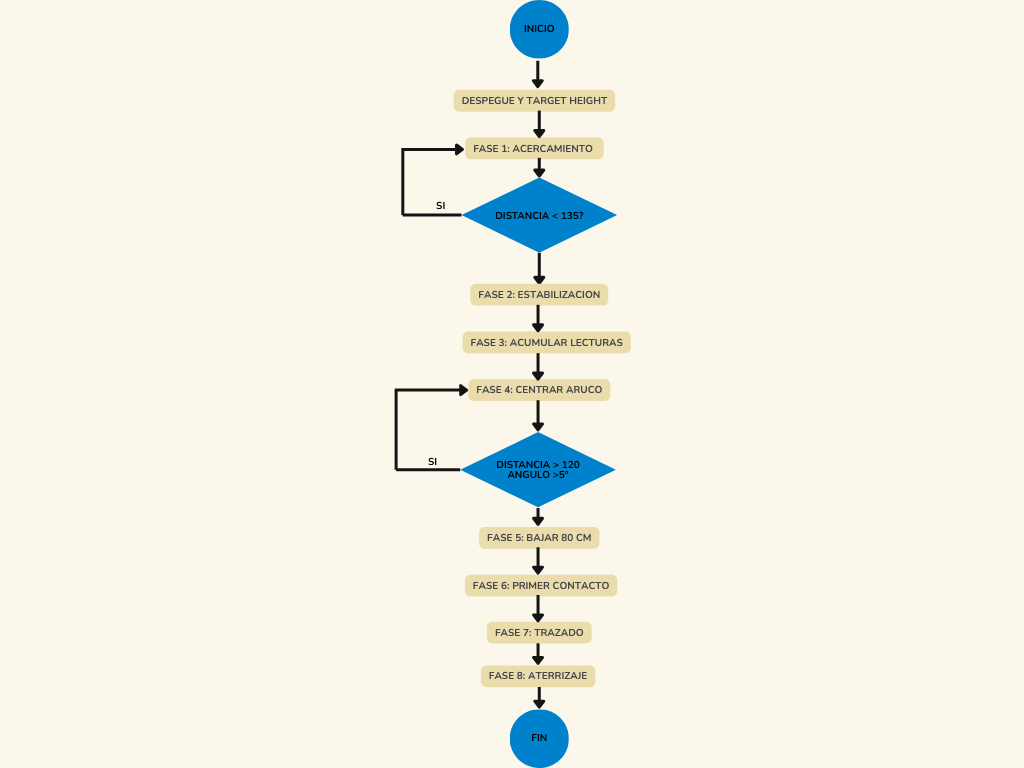 INICIO
DESPEGUE Y TARGET HEIGHT
FASE 1: ACERCAMIENTO
SI
DISTANCIA < 135?
FASE 2: ESTABILIZACION
FASE 3: ACUMULAR LECTURAS
FASE 4: CENTRAR ARUCO
SI
DISTANCIA > 120
ANGULO >5°
FASE 5: BAJAR 80 CM
FASE 6: PRIMER CONTACTO
FASE 7: TRAZADO
FASE 8: ATERRIZAJE
FIN